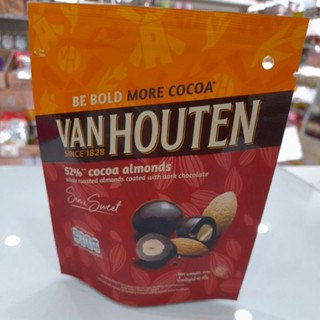 BE BOLD MORE COCOA*
VAN HOUTEN
SINCE 1828
52%** cocoa almonds
whole roasted almonds coated with dark chocolate
Semi Sweet